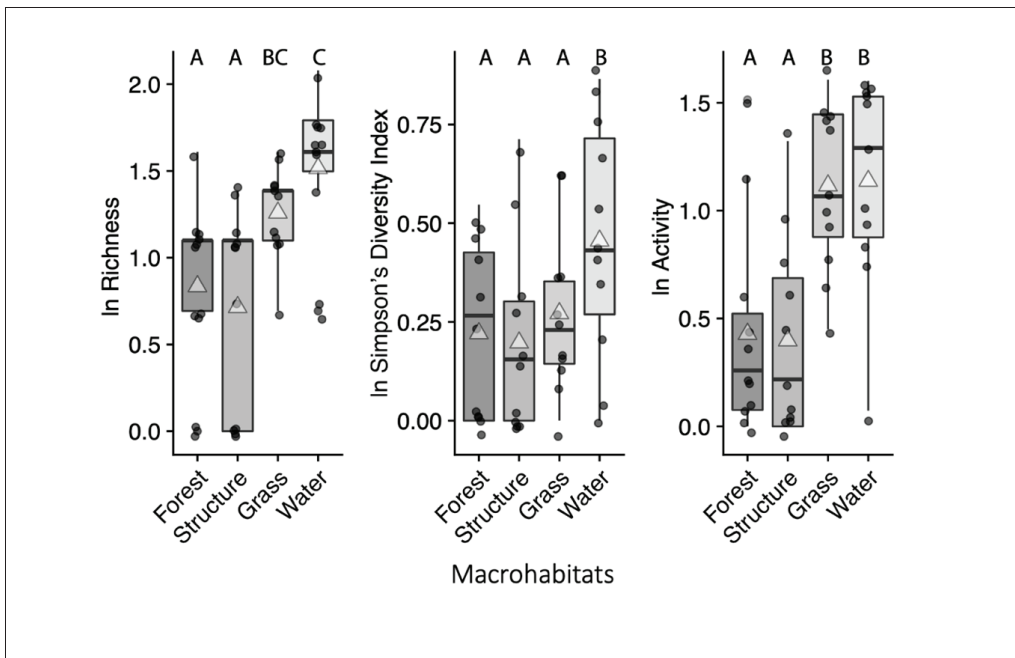 A A BC C
ln Richness
2.0
1.5
1.0
0.5
0.0
Forest
Structure
Grass
Water
A A A B
ln Simpson's Diversity Index
0.75
0.50
0.25
0.00
Forest
Structure
Grass
Water
A A B B
ln Activity
1.5
1.0
0.5
0.0
Forest
Structure
Grass
Water
Macrohabitats